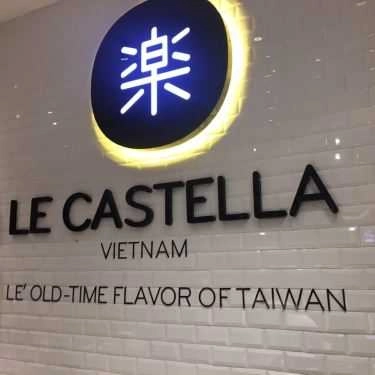 楽
LE CASTELLA
VIETNAM
LE' OLD-TIME FLAVOR OF TAIWAN